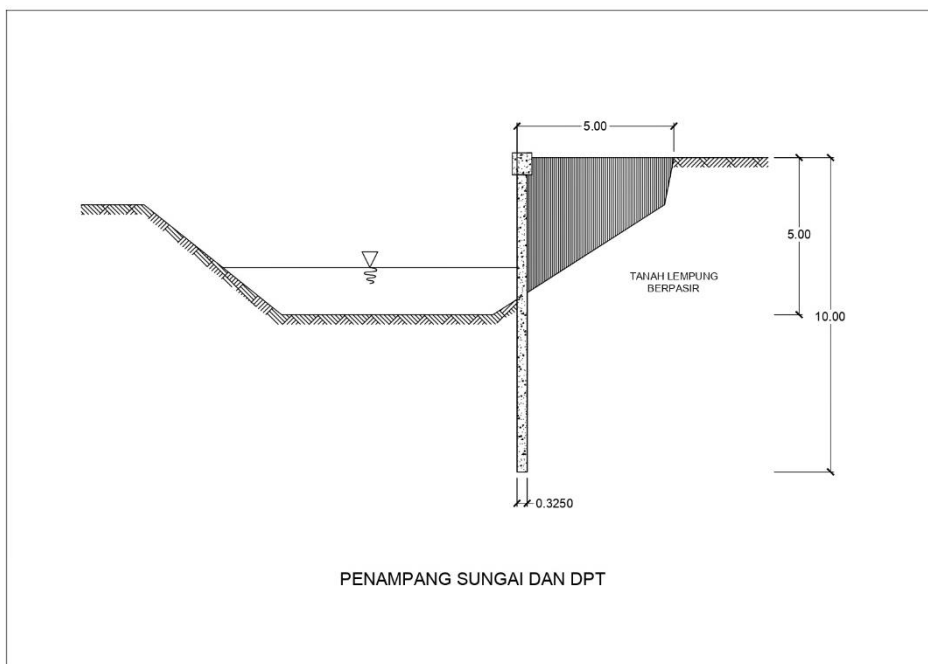 5.00
5.00
TANAH LEMPUNG
BERPASIR
10.00
0.3250
PENAMPANG SUNGAI DAN DPT